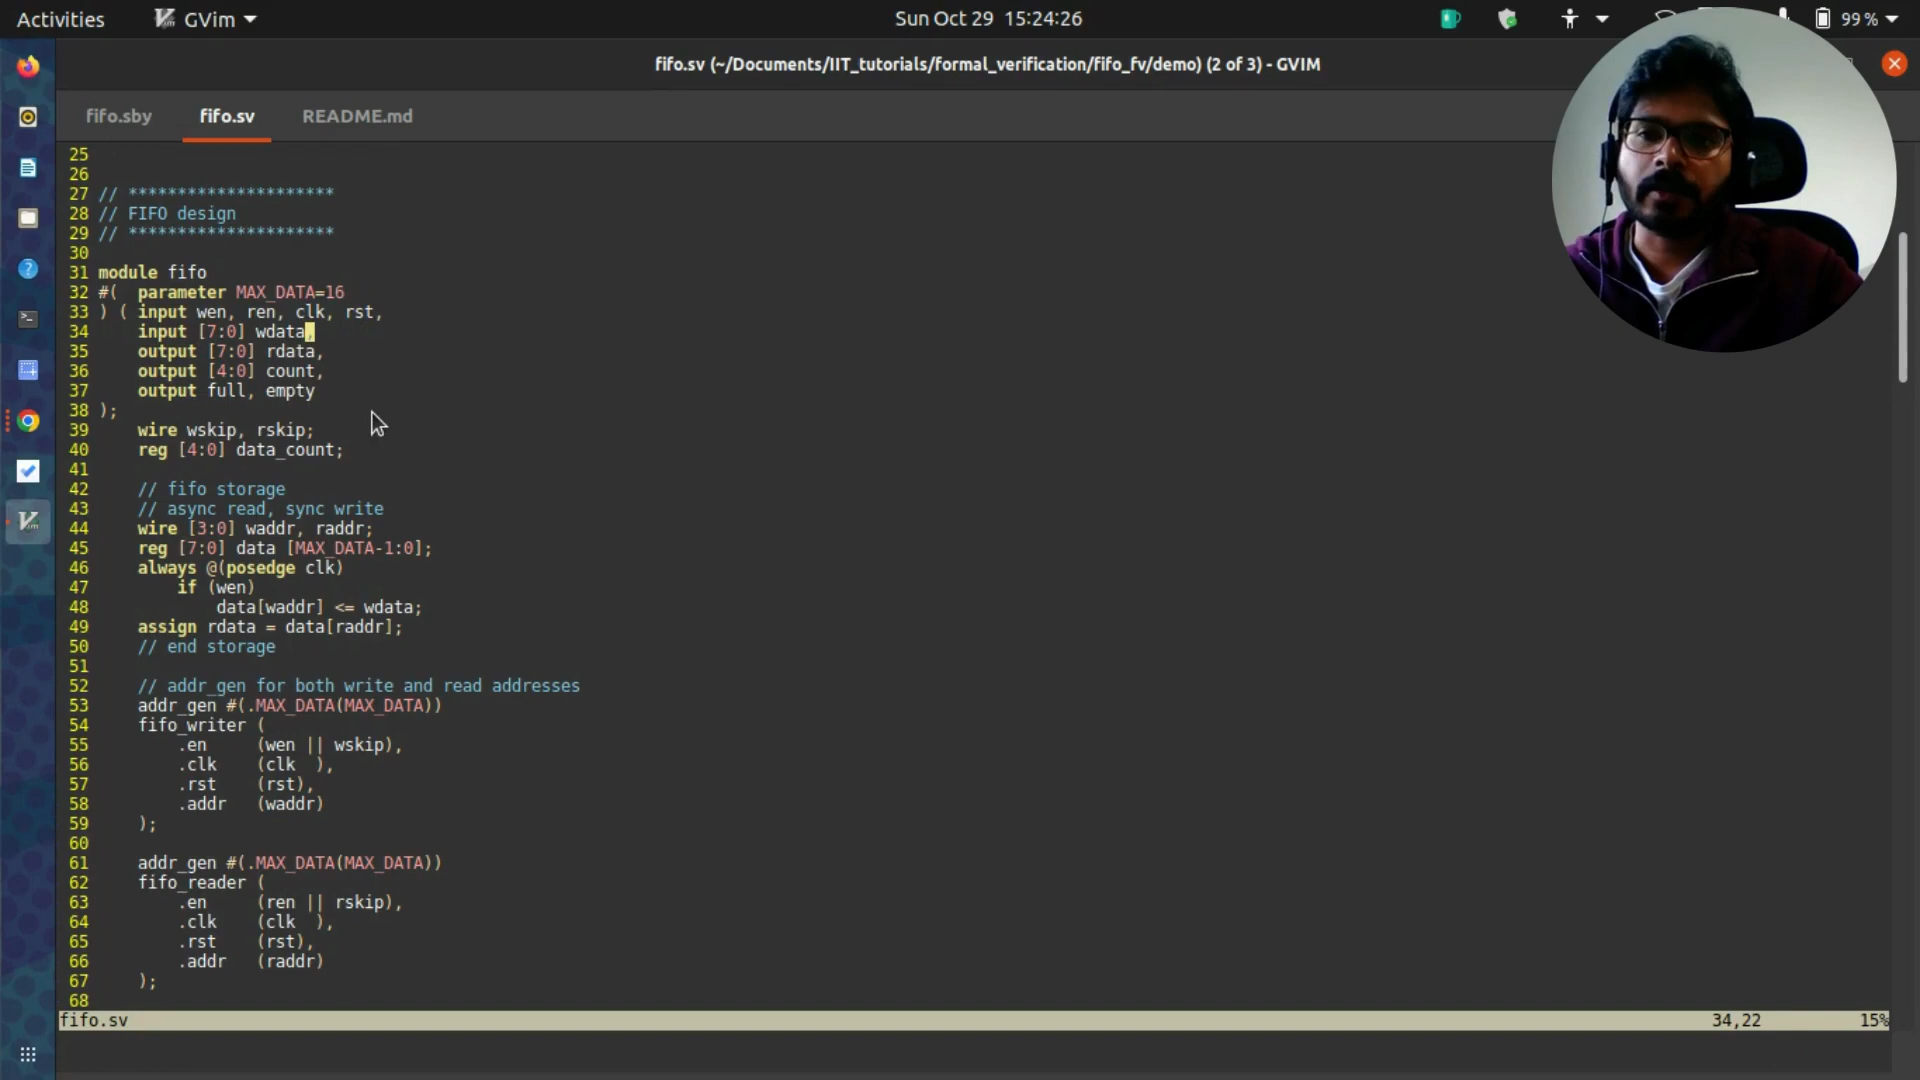 Activities
GVim
Sun Oct 29 15:24:26
99 %
fifo.sv (~/Documents/IIT_tutorials/formal_verification/fifo_fv/demo) (2 of 3) - GVIM
fifo.sby
fifo.sv
README.md
25
26
27 // *********************
28 // FIFO design
29 // *********************
30
31 module fifo
32 #(  parameter MAX_DATA=16
33 ) ( input wen, ren, clk, rst,
34     input [7:0] wdata,
35     output [7:0] rdata,
36     output [4:0] count,
37     output full, empty
38 );
39     wire wskip, rskip;
40     reg [4:0] data_count;
41
42     // fifo storage
43     // async read, sync write
44     wire [3:0] waddr, raddr;
45     reg [7:0] data [MAX_DATA-1:0];
46     always @(posedge clk)
47         if (wen)
48             data[waddr] <= wdata;
49     assign rdata = data[raddr];
50     // end storage
51
52     // addr_gen for both write and read addresses
53     addr_gen #(.MAX_DATA(MAX_DATA))
54     fifo_writer (
55         .en     (wen || wskip),
56         .clk    (clk  ),
57         .rst    (rst),
58         .addr   (waddr)
59     );
60
61     addr_gen #(.MAX_DATA(MAX_DATA))
62     fifo_reader (
63         .en     (ren || rskip),
64         .clk    (clk  ),
65         .rst    (rst),
66         .addr   (raddr)
67     );
68
fifo.sv 34,22 15%